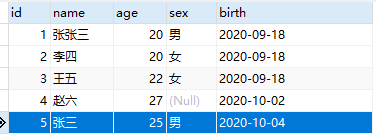 id name age sex birth
1 张张三 20 男 2020-09-18
2 李四 20 女 2020-09-18
3 王五 22 女 2020-09-18
4 赵六 27 (Null) 2020-10-02
5 张三 25 男 2020-10-04